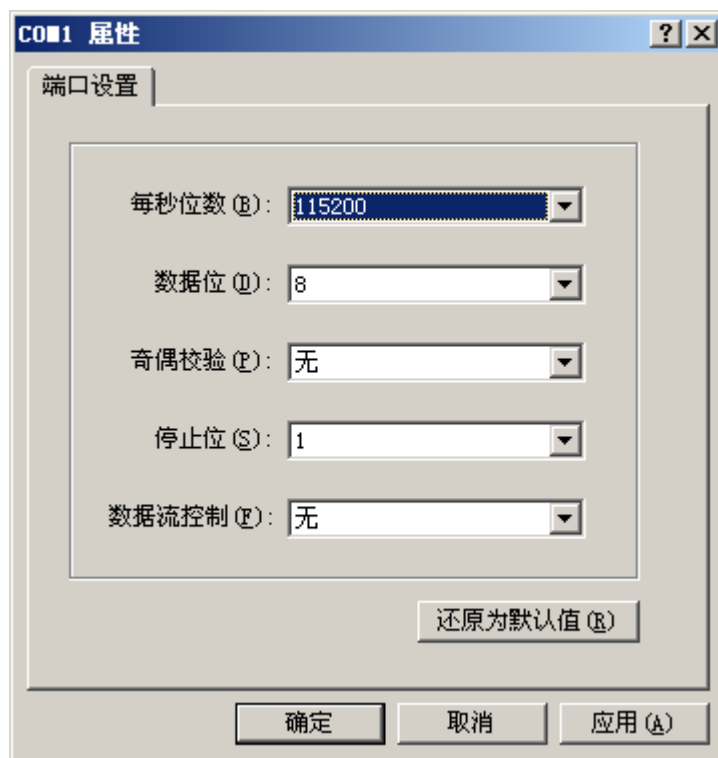 COM1 属性
端口设置
每秒位数(B): 115200
数据位(D): 8
奇偶校验(P): 无
停止位(S): 1
数据流控制(F): 无
还原为默认值(R)
确定 取消 应用(A)